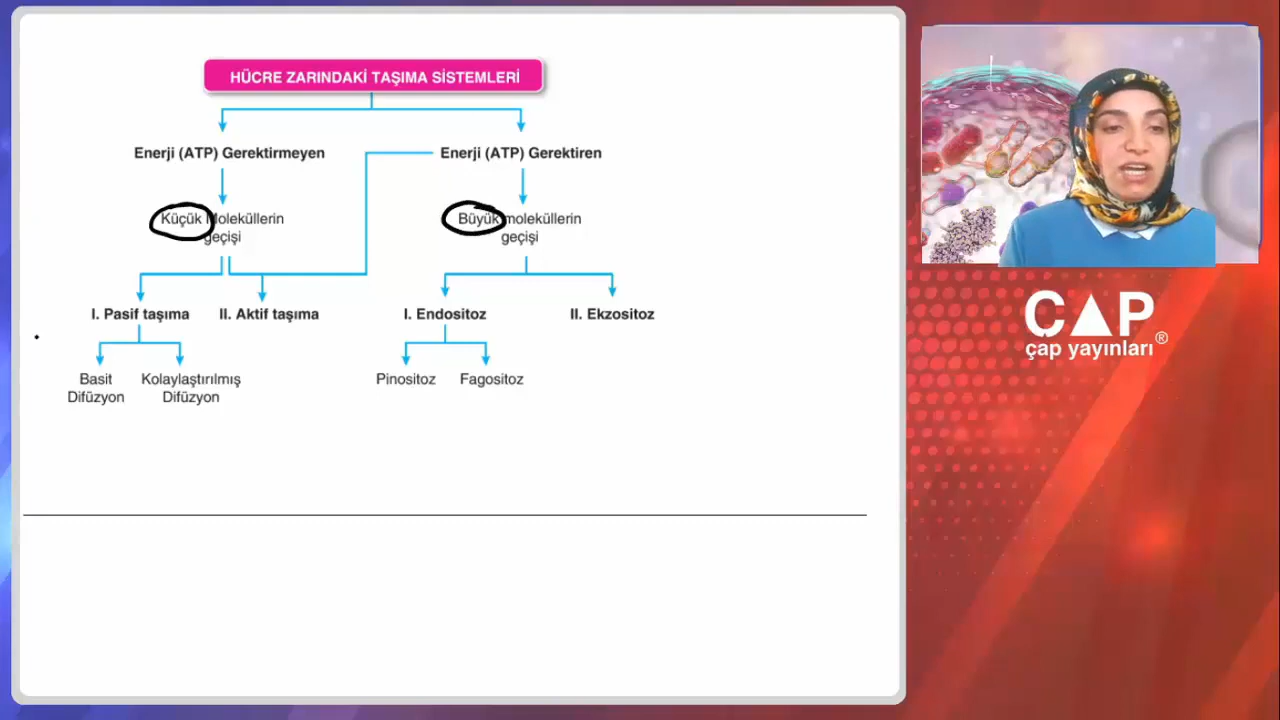 HÜCRE ZARINDAKİ TAŞIMA SİSTEMLERİ
Enerji (ATP) Gerektirmeyen
Enerji (ATP) Gerektiren
Küçük Moleküllerin
geçişi
Büyük moleküllerin
geçişi
I. Pasif taşıma
II. Aktif taşıma
I. Endositoz
II. Ekzositoz
Basit
Difüzyon
Kolaylaştırılmış
Difüzyon
Pinositoz
Fagositoz
ÇAP
çap yayınları®